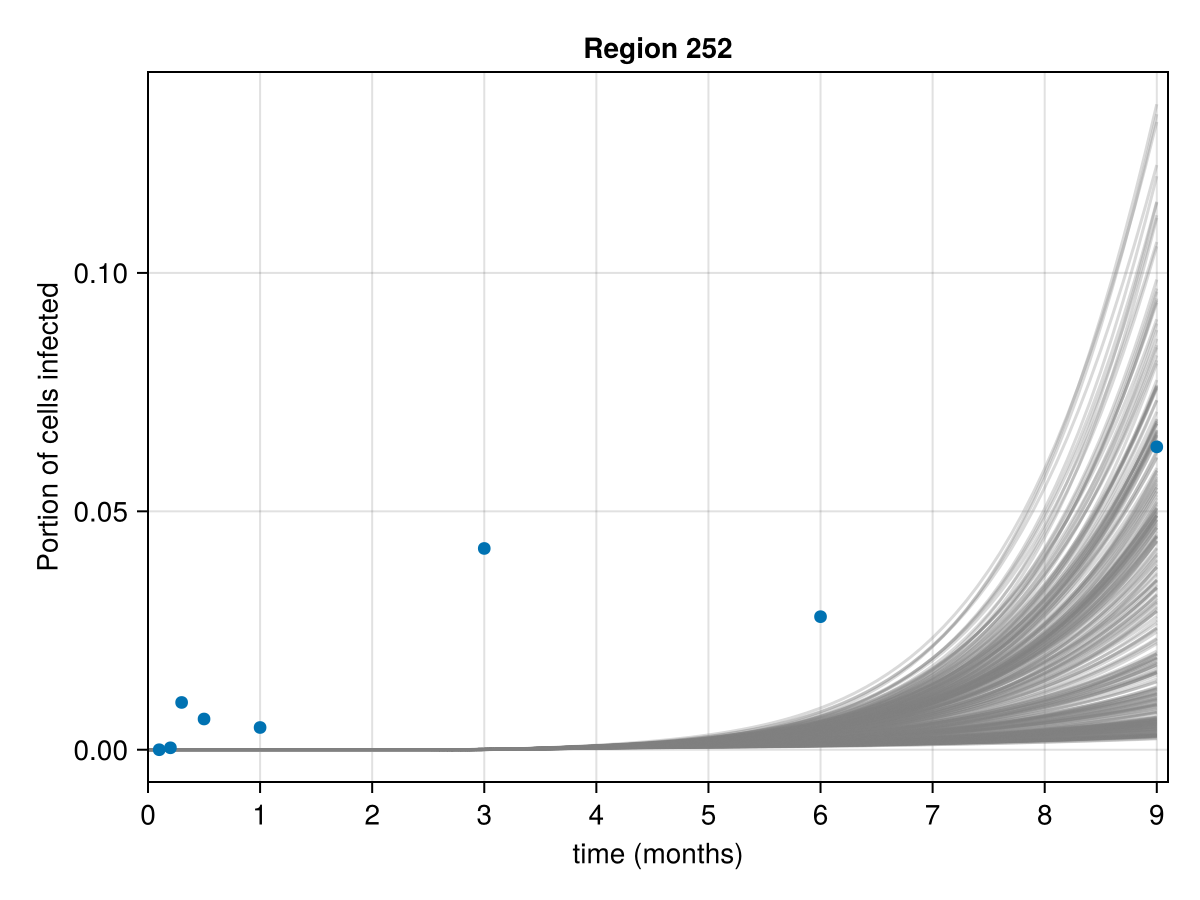 Region 252
Portion of cells infected
0.10
0.05
0.00
0 1 2 3 4 5 6 7 8 9
time (months)